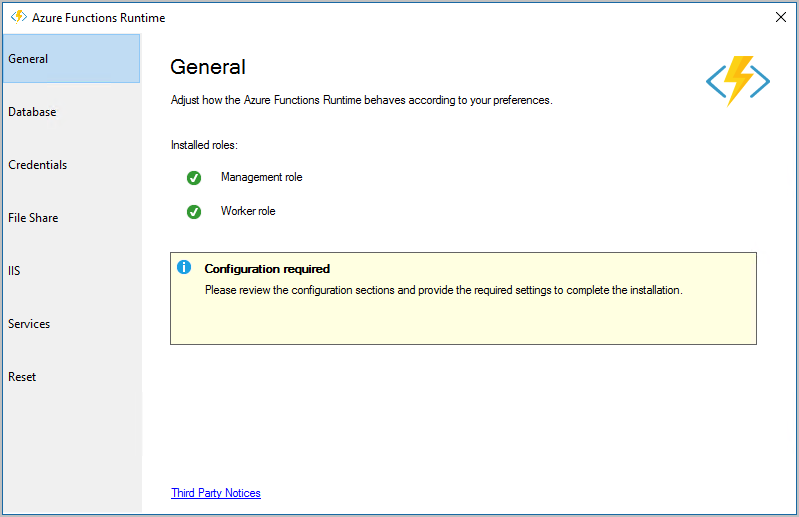 Azure Functions Runtime
General
Database
Credentials
File Share
IIS
Services
Reset
General
Adjust how the Azure Functions Runtime behaves according to your preferences.
Installed roles:
Management role
Worker role
Configuration required
Please review the configuration sections and provide the required settings to complete the installation.
Third Party Notices